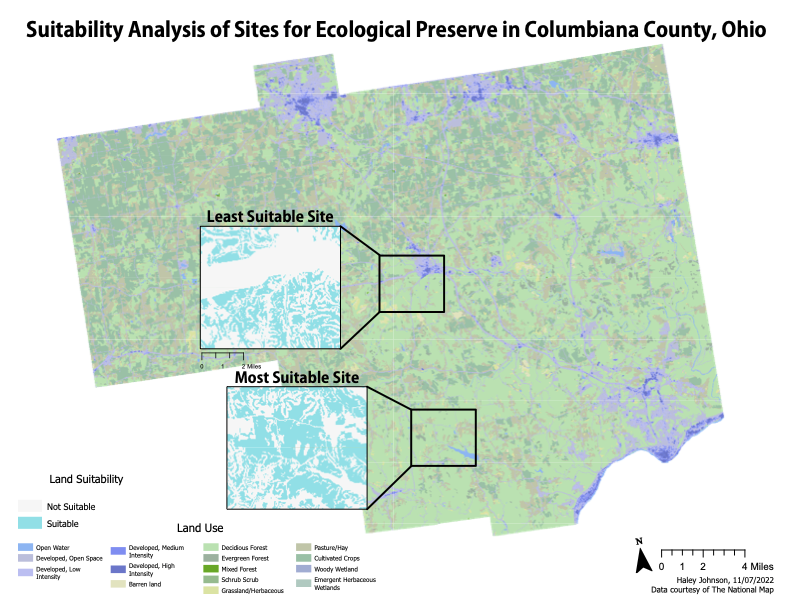 Suitability Analysis of Sites for Ecological Preserve in Columbiana County, Ohio
Least Suitable Site
0 1 2 Miles
Most Suitable Site
Land Suitability
Not Suitable
Suitable
Land Use
Open Water
Developed, Open Space
Developed, Low
Intensity
Developed, Medium
Intensity
Developed, High
Intensity
Barren land
Decidious Forest
Evergreen Forest
Mixed Forest
Schrub Scrub
Grassland/Herbaceous
Pasture/Hay
Cultivated Crops
Woody Wetland
Emergent Herbaceous
Wetlands
N
0 1 2 4 Miles
Haley Johnson, 11/07/2022
Data courtesy of The National Map